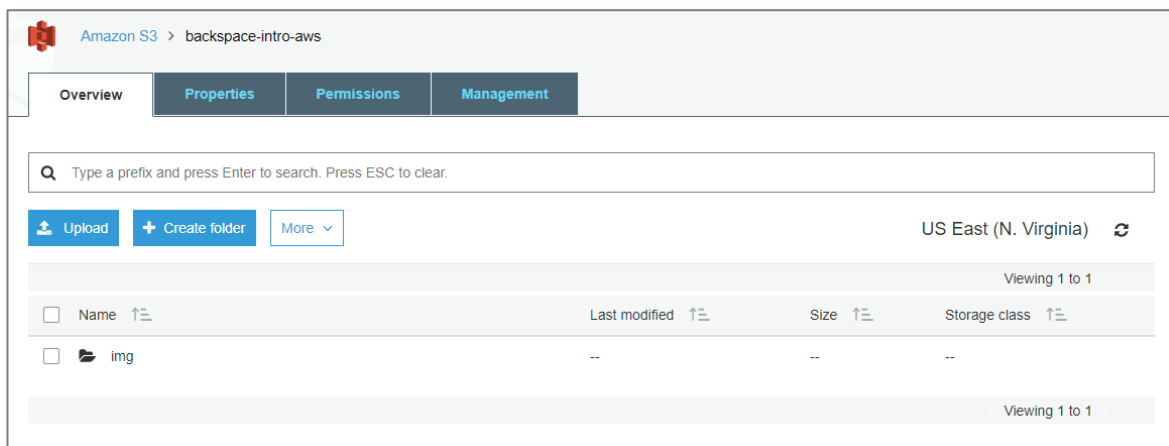 Amazon S3 > backspace-intro-aws
Overview Properties Permissions Management
Type a prefix and press Enter to search. Press ESC to clear.
Upload + Create folder More US East (N. Virginia)
Viewing 1 to 1
Name Last modified Size Storage class
img -- -- --
Viewing 1 to 1